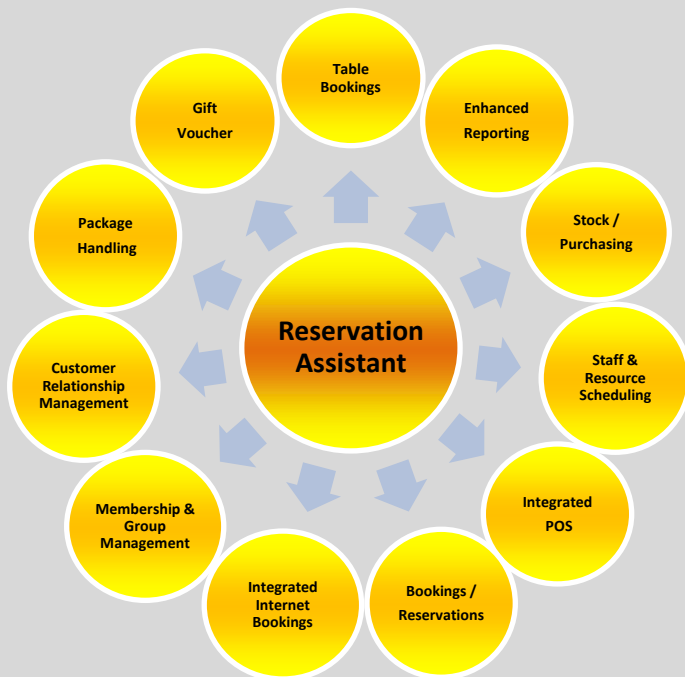 Table
Bookings
Enhanced
Reporting
Stock /
Purchasing
Staff &
Resource
Scheduling
Integrated
POS
Bookings /
Reservations
Integrated
Internet
Bookings
Membership &
Group
Management
Customer
Relationship
Management
Package
Handling
Gift
Voucher
Reservation
Assistant